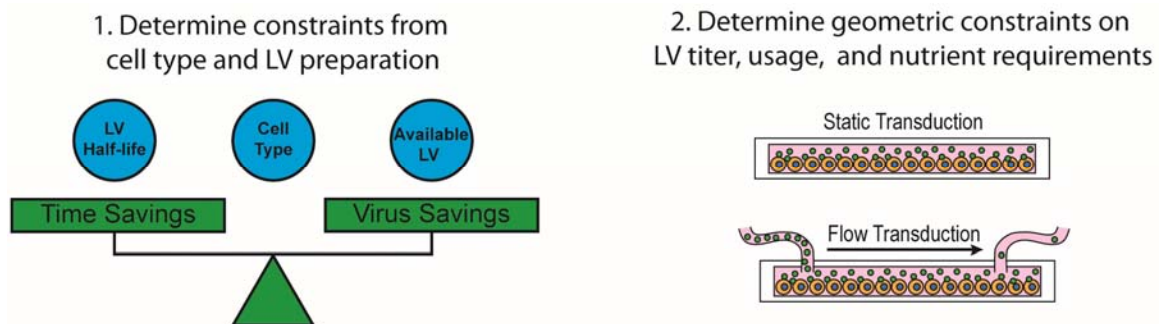 1. Determine constraints from
cell type and LV preparation
LV
Half-life
Cell
Type
Available
LV
Time Savings
Virus Savings
2. Determine geometric constraints on
LV titer, usage, and nutrient requirements
Static Transduction
Flow Transduction